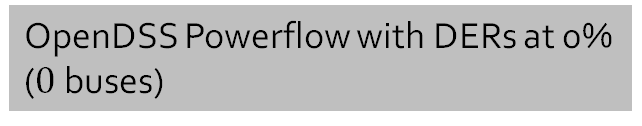 OpenDSS Powerflow with DERs at 0%
(0 buses)